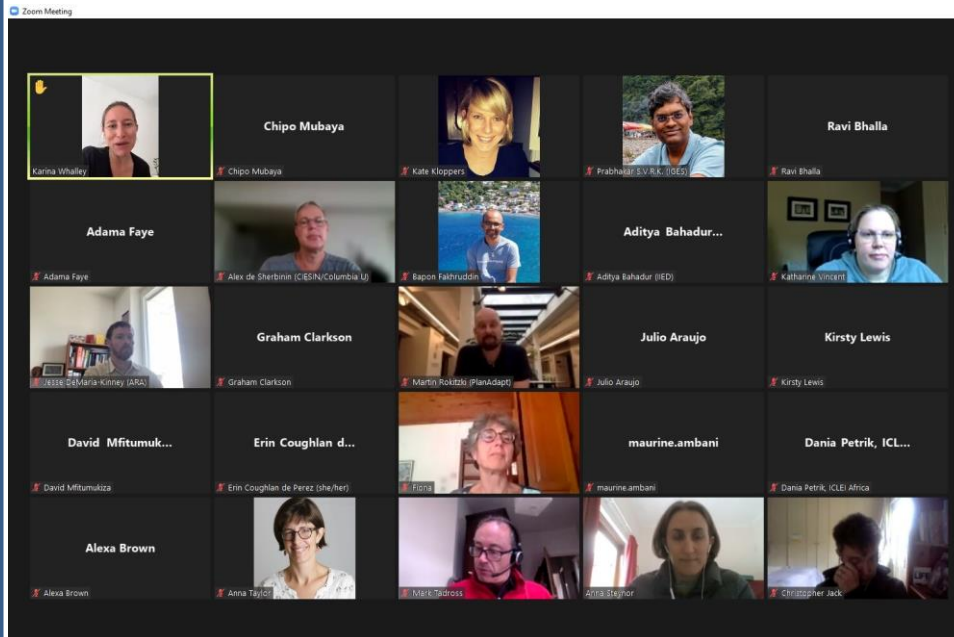 Zoom Meeting
Karina Whalley
Chipo Mubaya
Chipo Mubaya
Kate Kloppers
Prabhakar S.V.R.K. (IGES)
Ravi Bhalla
Ravi Bhalla
Adama Faye
Adama Faye
Alex de Sherbinin (CIESIN/Columbia U)
Bapon Fakhruddin
Aditya Bahadur...
Aditya Bahadur (IIED)
Katharine Vincent
Jesse DeMaria-Kinney (ARA)
Graham Clarkson
Graham Clarkson
Martin Rokitzki (PlanAdapt)
Julio Araujo
Julio Araujo
Kirsty Lewis
Kirsty Lewis
David Mfitumuk...
David Mfitumukiza
Erin Coughlan d...
Erin Coughlan de Perez (she/her)
Fiona
maurine.ambani
maurine.ambani
Dania Petrik, ICL...
Dania Petrik, ICLEI Africa
Alexa Brown
Alexa Brown
Anna Taylor
Mark Tadross
Anna Steynor
Christopher Jack